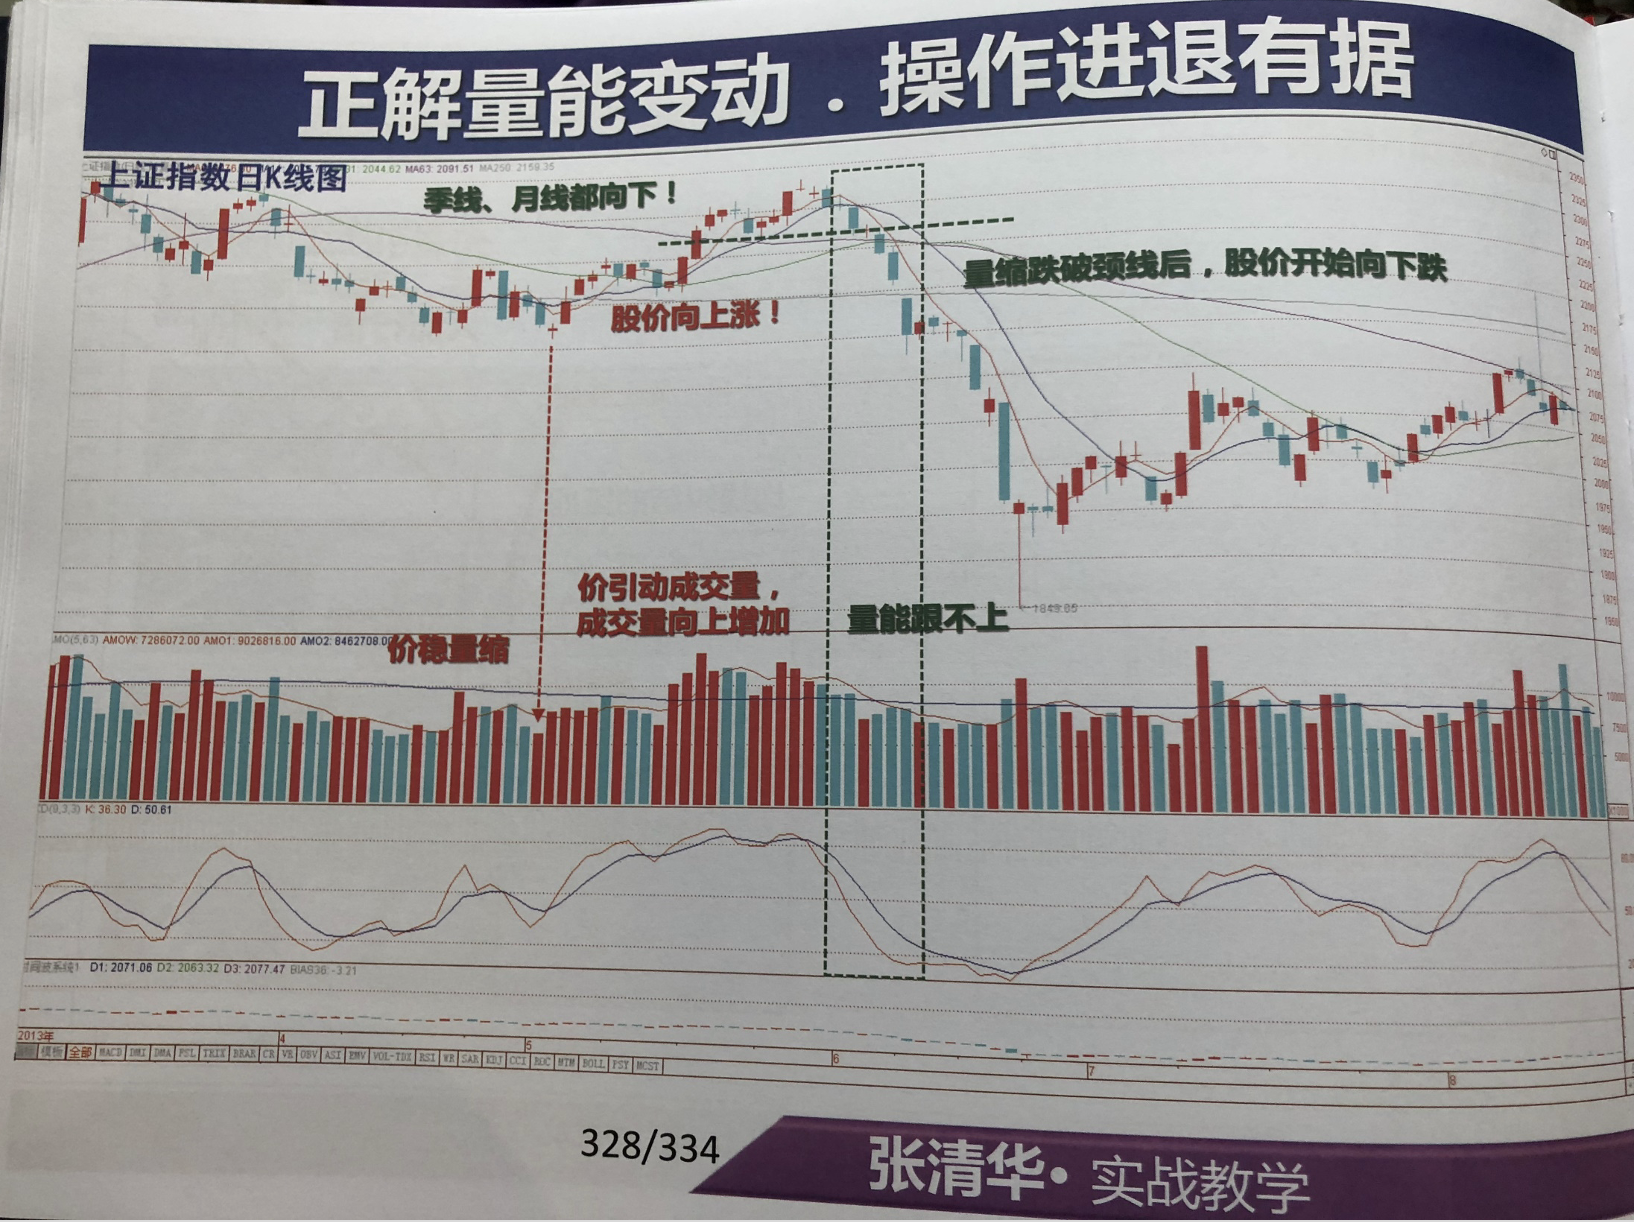 正解量能变动．操作进退有据
上证指数日K线图
2044.62 MA63: 2091.51 MA250: 2159.35
季线、月线都向下！
量缩跌破颈线后，股价开始向下跌
股价向上涨！
价引动成交量，
成交量向上增加
量能跟不上
1849.65
价稳量缩
AMOW: 7286072.00 AMO1: 9026816.00 AMO2: 8462708.00
K: 36.30 D: 50.61
D1: 2071.06 D2: 2063.32 D3: 2077.47 BIAS36: -3.21
2013年
4
5
6
7
8
模板 全部 MACD DMI DMA FSL TRIX BRAR CR VR OBV ASI EMV VOL-TDX RSI WR SAR KDJ CCI ROC MTM BOLL PSY MCST
328/334
张清华•实战教学